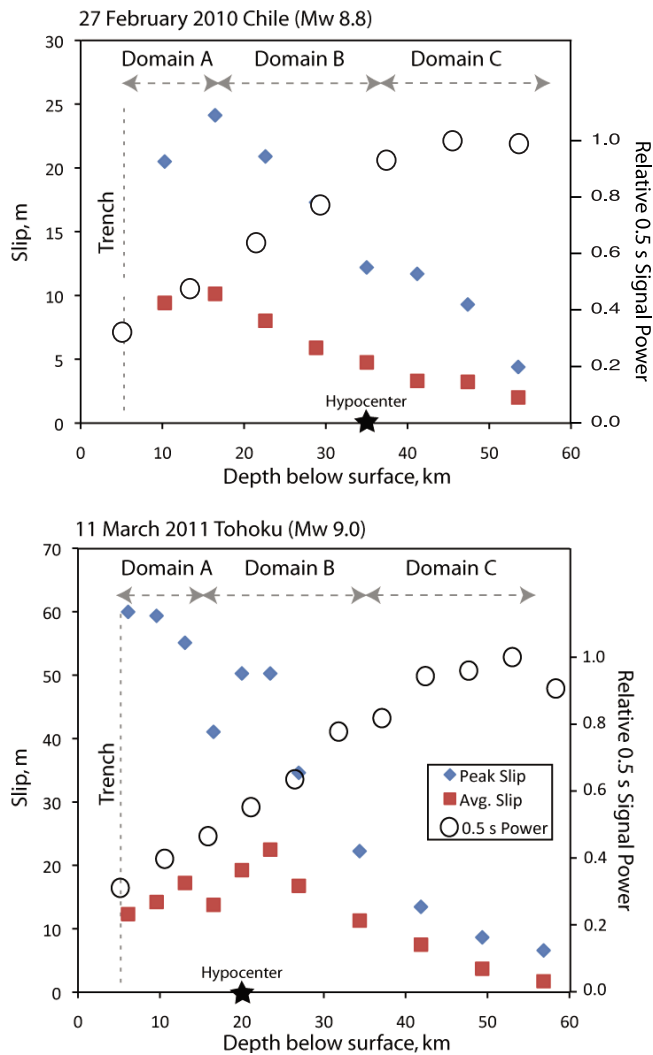 27 February 2010 Chile (Mw 8.8)
Domain A Domain B Domain C
30
25
20
15
10
5
0
Slip, m
Trench
1.0
0.8
0.6
0.4
0.2
0.0
Relative 0.5 s Signal Power
Hypocenter
0 10 20 30 40 50 60
Depth below surface, km
11 March 2011 Tohoku (Mw 9.0)
Domain A Domain B Domain C
70
60
50
40
30
20
10
0
Slip, m
Trench
1.0
0.8
0.6
0.4
0.2
0.0
Relative 0.5 s Signal Power
Peak Slip
Avg. Slip
0.5 s Power
Hypocenter
0 10 20 30 40 50 60
Depth below surface, km